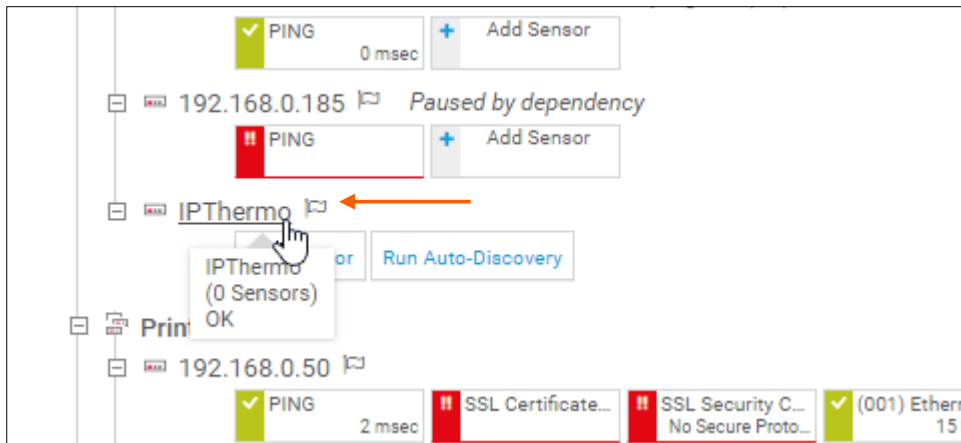 PING
0 msec
Add Sensor
192.168.0.185 Paused by dependency
PING
Add Sensor
IPThermo
Run Auto-Discovery
IPThermo
(0 Sensors)
OK
192.168.0.50
PING
2 msec
SSL Certificate...
SSL Security C...
No Secure Proto...
(001) Ethern
15